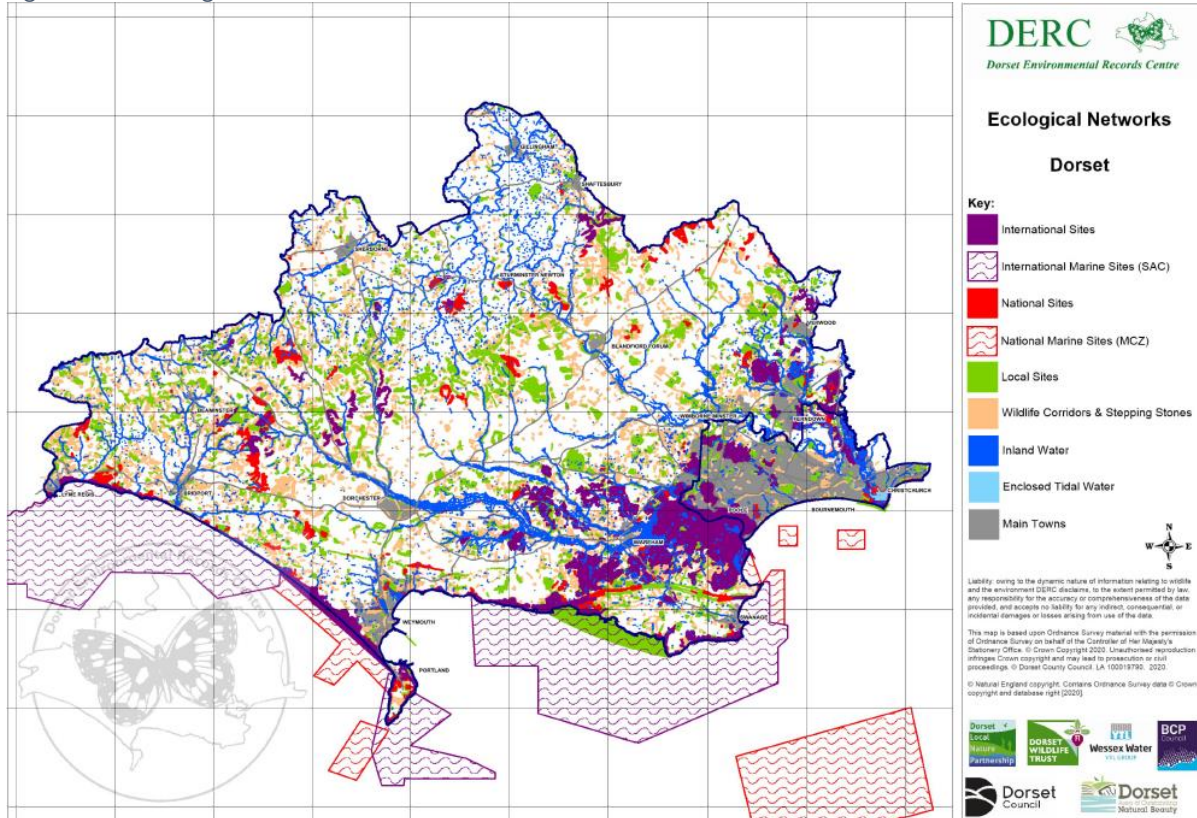 GILLINGHAM
SHAFTESBURY
SHERBORNE
STURMINSTER NEWTON
VERWOOD
BLANDFORD FORUM
BEAMINSTER
WIMBORNE MINSTER
FERNDOWN
LYME REGIS
BRIDPORT
DORCHESTER
CHRISTCHURCH
POOLE
BOURNEMOUTH
WAREHAM
WEYMOUTH
SWANAGE
PORTLAND
DERC
Dorset Environmental Records Centre
Ecological Networks
Dorset
Key:
International Sites
International Marine Sites (SAC)
National Sites
National Marine Sites (MCZ)
Local Sites
Wildlife Corridors & Stepping Stones
Inland Water
Enclosed Tidal Water
Main Towns
N
W E
S
Liability: owing to the dynamic nature of information relating to wildlife
and the environment DERC disclaims, to the extent permitted by law,
any responsibility for the accuracy or comprehensiveness of the data
provided, and accepts no liability for any indirect, consequential, or
incidental damages or losses arising from use of the data.
This map is based upon Ordnance Survey material with the permission
of Ordnance Survey on behalf of the Controller of Her Majesty's
Stationery Office. © Crown Copyright 2020. Unauthorised reproduction
infringes Crown copyright and may lead to prosecution or civil
proceedings. © Dorset County Council. LA 100019790. 2020.
© Natural England copyright. Contains Ordnance Survey data © Crown
copyright and database right [2020].
Dorset
Local
Nature
Partnership
DORSET
WILDLIFE
TRUST
YTL
Wessex Water
YTL GROUP
BCP
Council
Dorset
Council
Dorset
Area of Outstanding
Natural Beauty